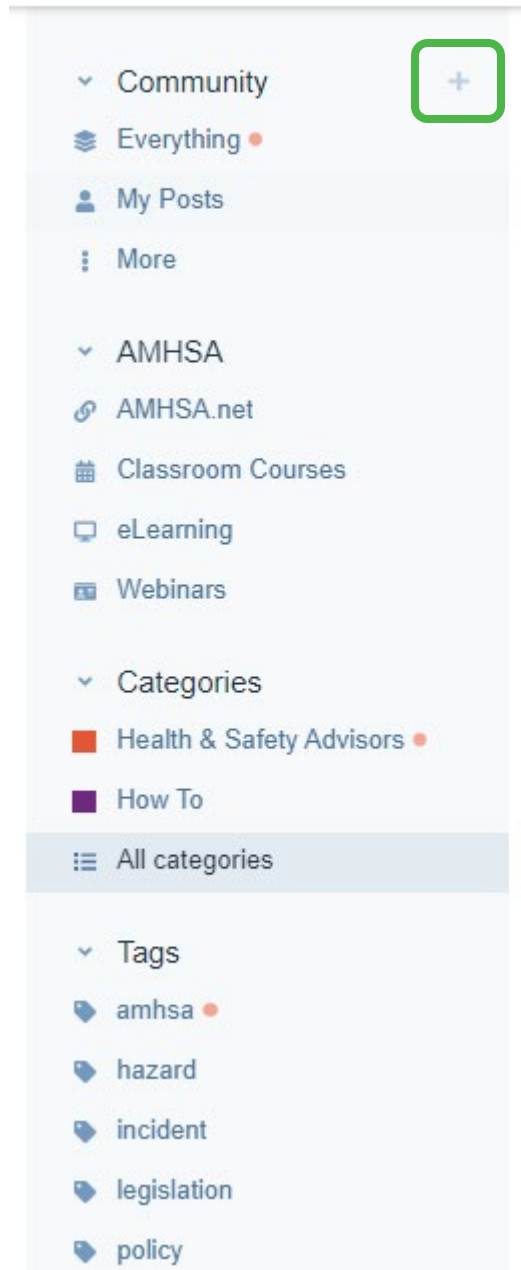 Community
Everything
My Posts
More
AMHSA
AMHSA.net
Classroom Courses
eLearning
Webinars
Categories
Health & Safety Advisors
How To
All categories
Tags
amhsa
hazard
incident
legislation
policy